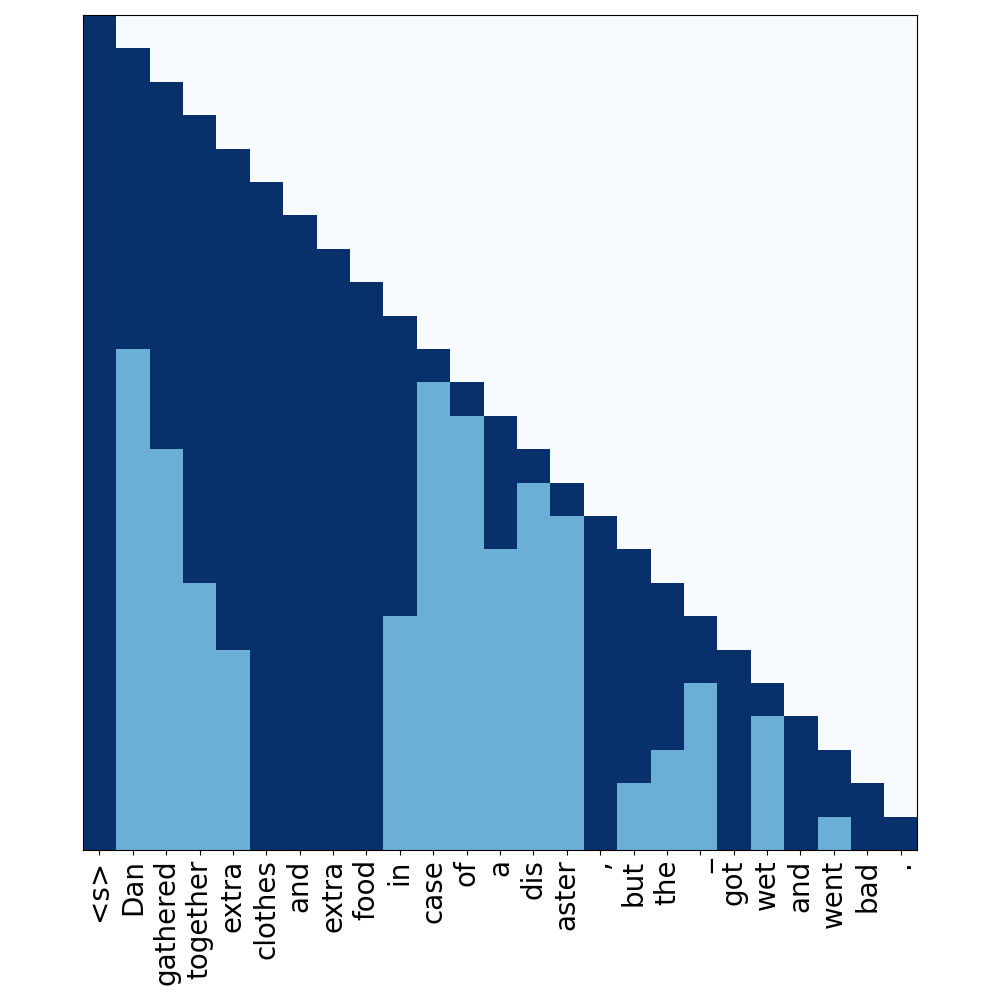 <s>
Dan
gathered
together
extra
clothes
and
extra
food
in
case
of
a
dis
aster
,
but
the
_
got
wet
and
went
bad
.